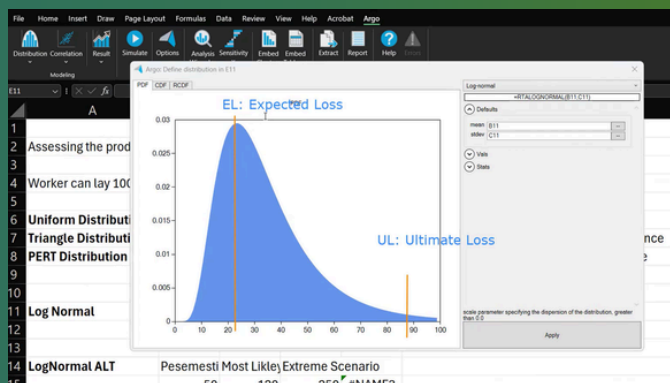 File Home Insert Draw Page Layout Formulas Data Review View Help Acrobat Argo
Distribution Correlation Result Simulate Options Analysis Sensitivity Embed Embed Extract Report Help
Modeling
Argo: Define distribution in E11
E11
fx
PDF CDF RCDF
Log-normal
EL: Expected Loss
=RTALOGNORMAL(B11;C11)
Defaults
mean B11 ...
stdev C11 ...
Vals
Stats
0.03
0.025
0.02
0.015
0.01
0.005
0
0 10 20 30 40 50 60 70 80 90 100
UL: Ultimate Loss
scale parameter specifying the dispersion of the distribution, greater
than 0.0
Apply
A
1
2 Assessing the prod
3
4 Worker can lay 100
5
6 Uniform Distributi
7 Triangle Distributi nce
8 PERT Distribution
9
10
11 Log Normal
12
13
14 LogNormal ALT Pesemesti Most Likley Extreme Scenario
15 #NAME?